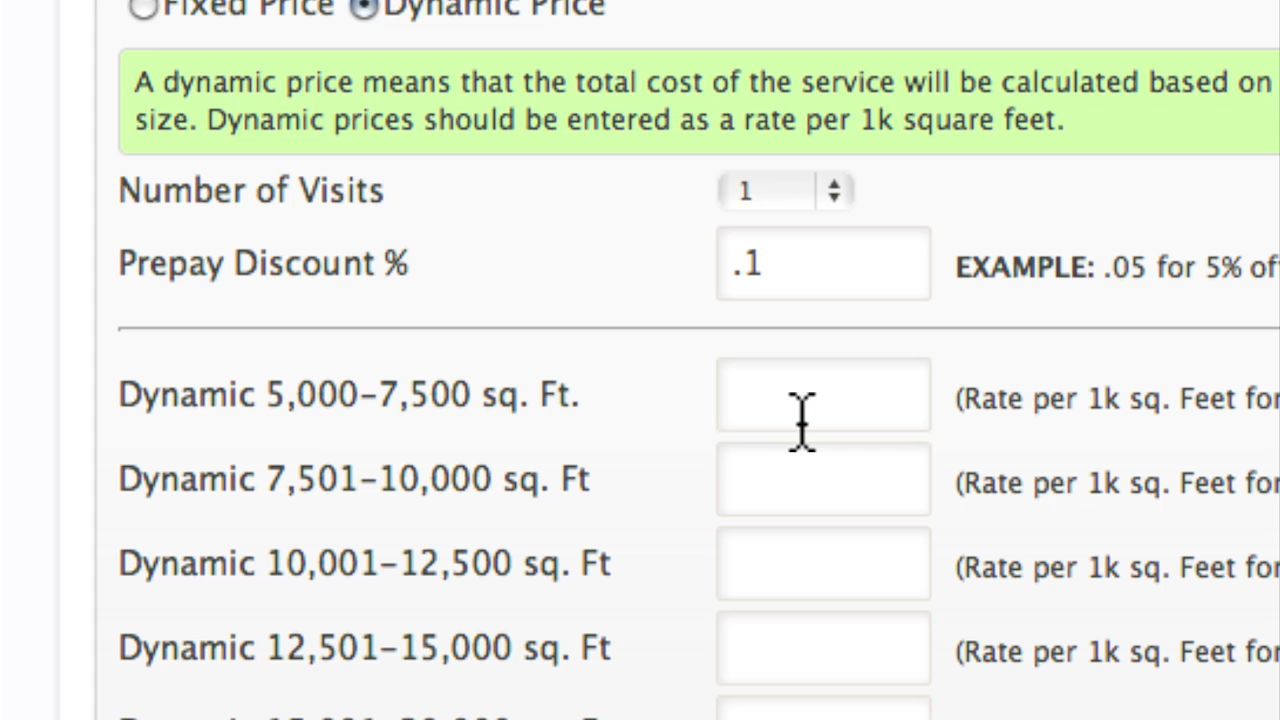 Fixed Price Dynamic Price
A dynamic price means that the total cost of the service will be calculated based on
size. Dynamic prices should be entered as a rate per 1k square feet.
Number of Visits 1
Prepay Discount % .1 EXAMPLE: .05 for 5% of
Dynamic 5,000-7,500 sq. Ft. (Rate per 1k sq. Feet for
Dynamic 7,501-10,000 sq. Ft (Rate per 1k sq. Feet for
Dynamic 10,001-12,500 sq. Ft (Rate per 1k sq. Feet for
Dynamic 12,501-15,000 sq. Ft (Rate per 1k sq. Feet for